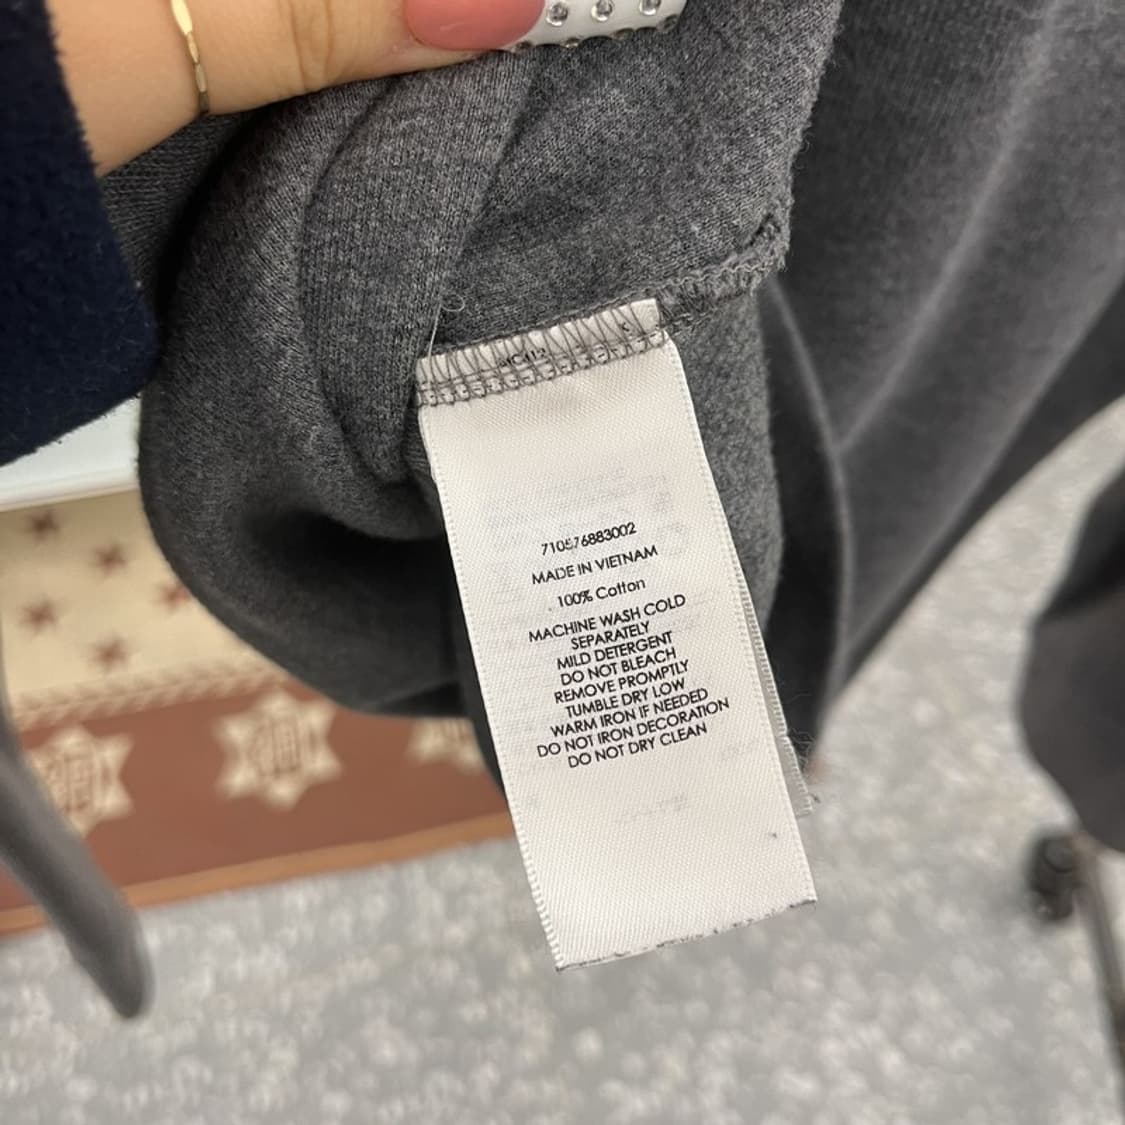 710576883002
MADE IN VIETNAM
100% Cotton
MACHINE WASH COLD
SEPARATELY
MILD DETERGENT
DO NOT BLEACH
REMOVE PROMPTLY
TUMBLE DRY LOW
WARM IRON IF NEEDED
DO NOT IRON DECORATION
DO NOT DRY CLEAN